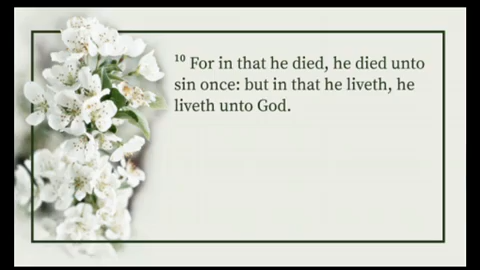 ¹⁰ For in that he died, he died unto
sin once: but in that he liveth, he
liveth unto God.